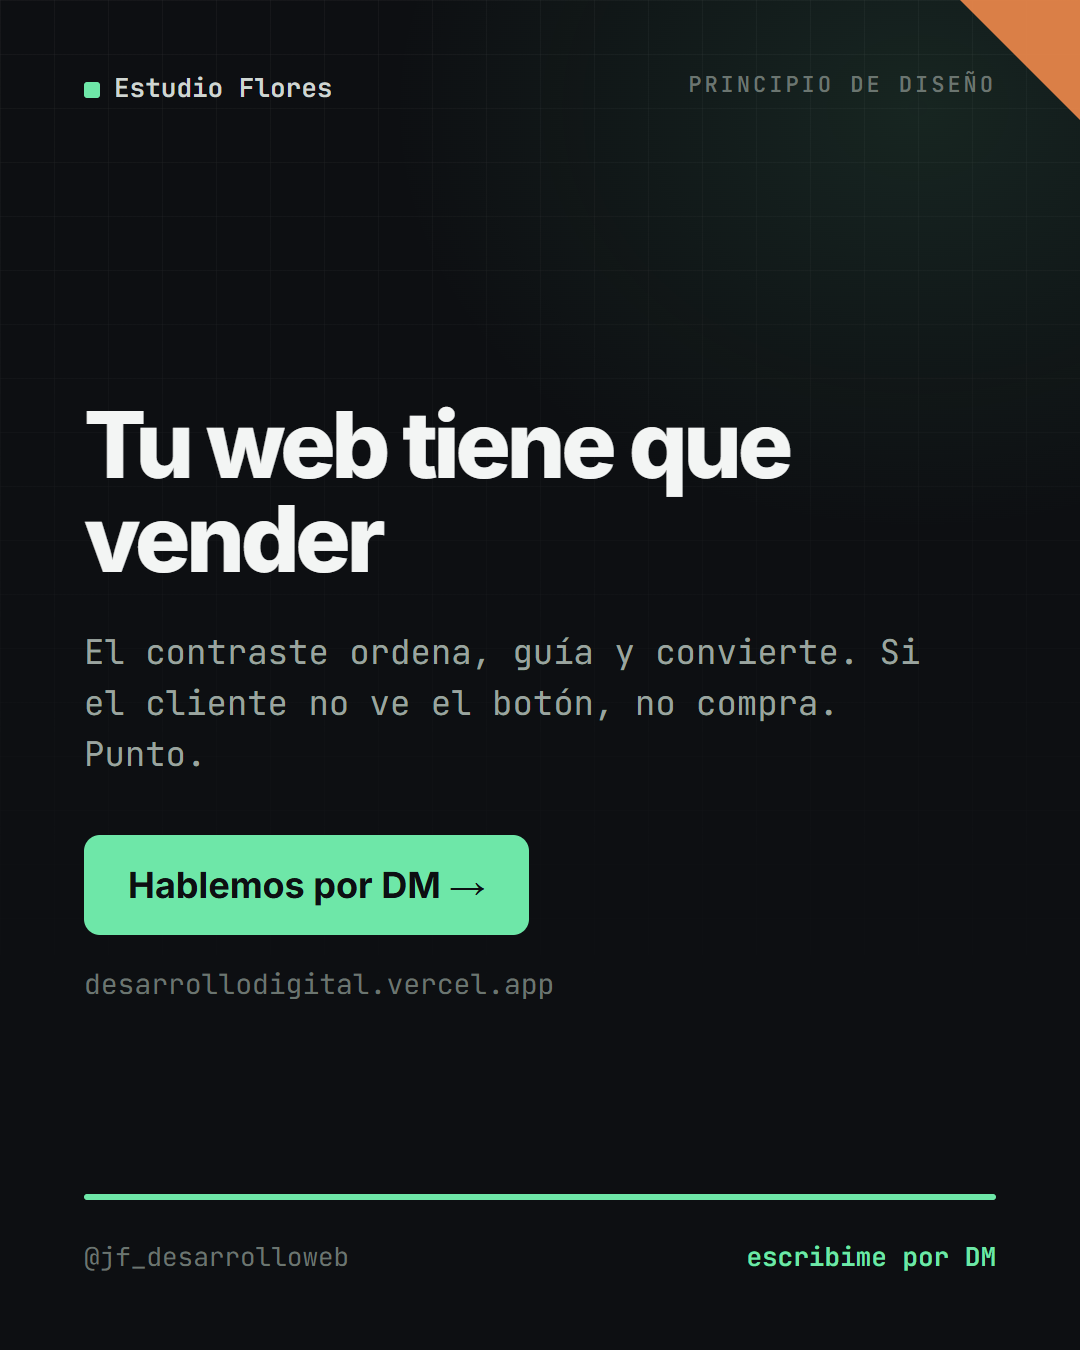 Estudio Flores
PRINCIPIO DE DISEÑO
Tu web tiene que
vender
El contraste ordena, guía y convierte. Si
el cliente no ve el botón, no compra.
Punto.
Hablemos por DM →
desarrollodigital.vercel.app
@jf_desarrolloweb
escribime por DM